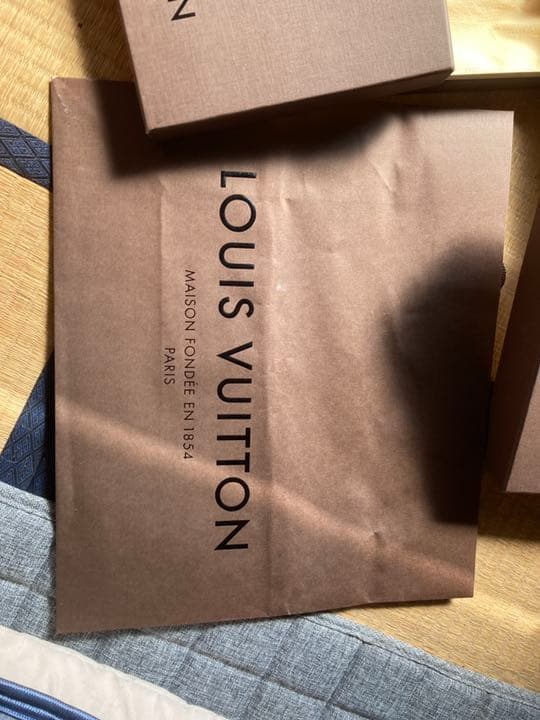 N
LOUIS VUITTON
MAISON FONDÉE EN 1854
PARIS